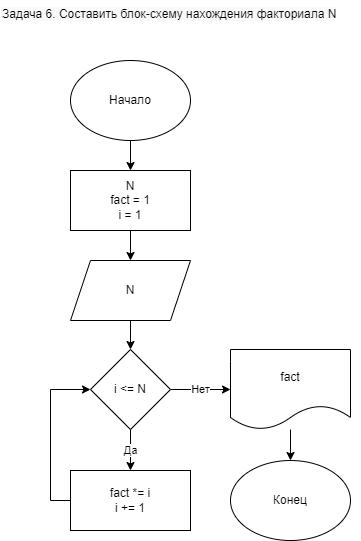 Задача 6. Составить блок-схему нахождения факториала N
Начало
N
fact = 1
i = 1
N
i <= N
Нет
fact
Да
fact *= i
i += 1
Конец